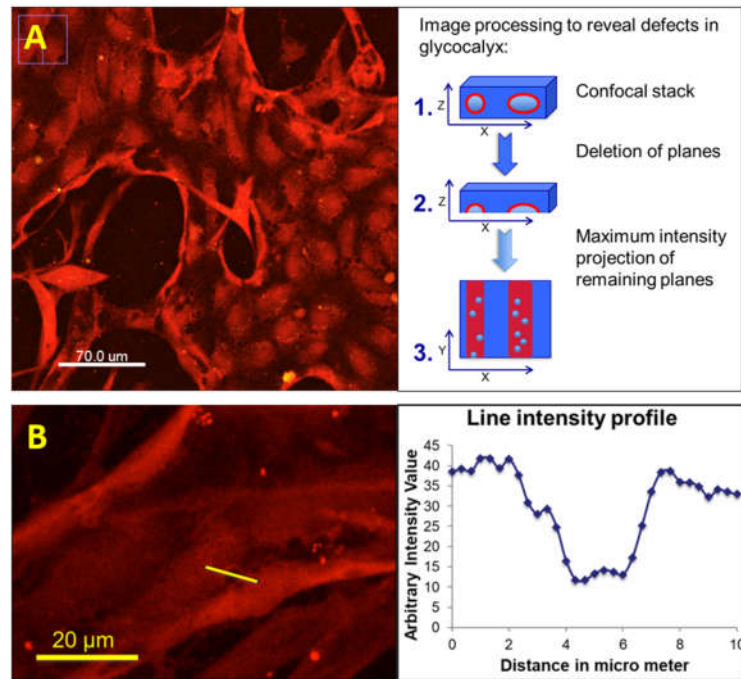 A
70.0 um
Image processing to reveal defects in
glycocalyx:
1.
Z
X
Confocal stack
Deletion of planes
2.
Z
X
Maximum intensity
projection of
remaining planes
3.
Y
X
B
20 µm
Line intensity profile
Arbitrary Intensity Value
45
40
35
30
25
20
15
10
5
0
0 2 4 6 8 10
Distance in micro meter